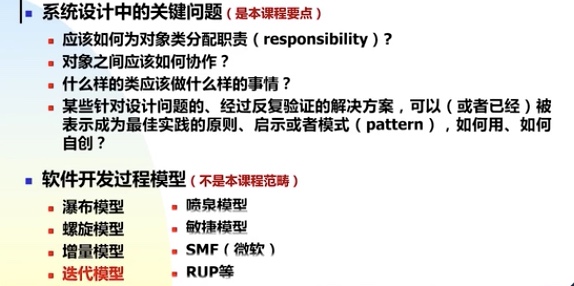 系统设计中的关键问题（是本课程要点）
应该如何为对象类分配职责（responsibility）?
对象之间应该如何协作？
什么样的类应该做什么样的事情？
某些针对设计问题的、经过反复验证的解决方案，可以（或者已经）被
表示成为最佳实践的原则、启示或者模式（pattern），如何用、如何
自创？
软件开发过程模型（不是本课程范畴）
瀑布模型
螺旋模型
增量模型
迭代模型
喷泉模型
敏捷模型
SMF（微软）
RUP等